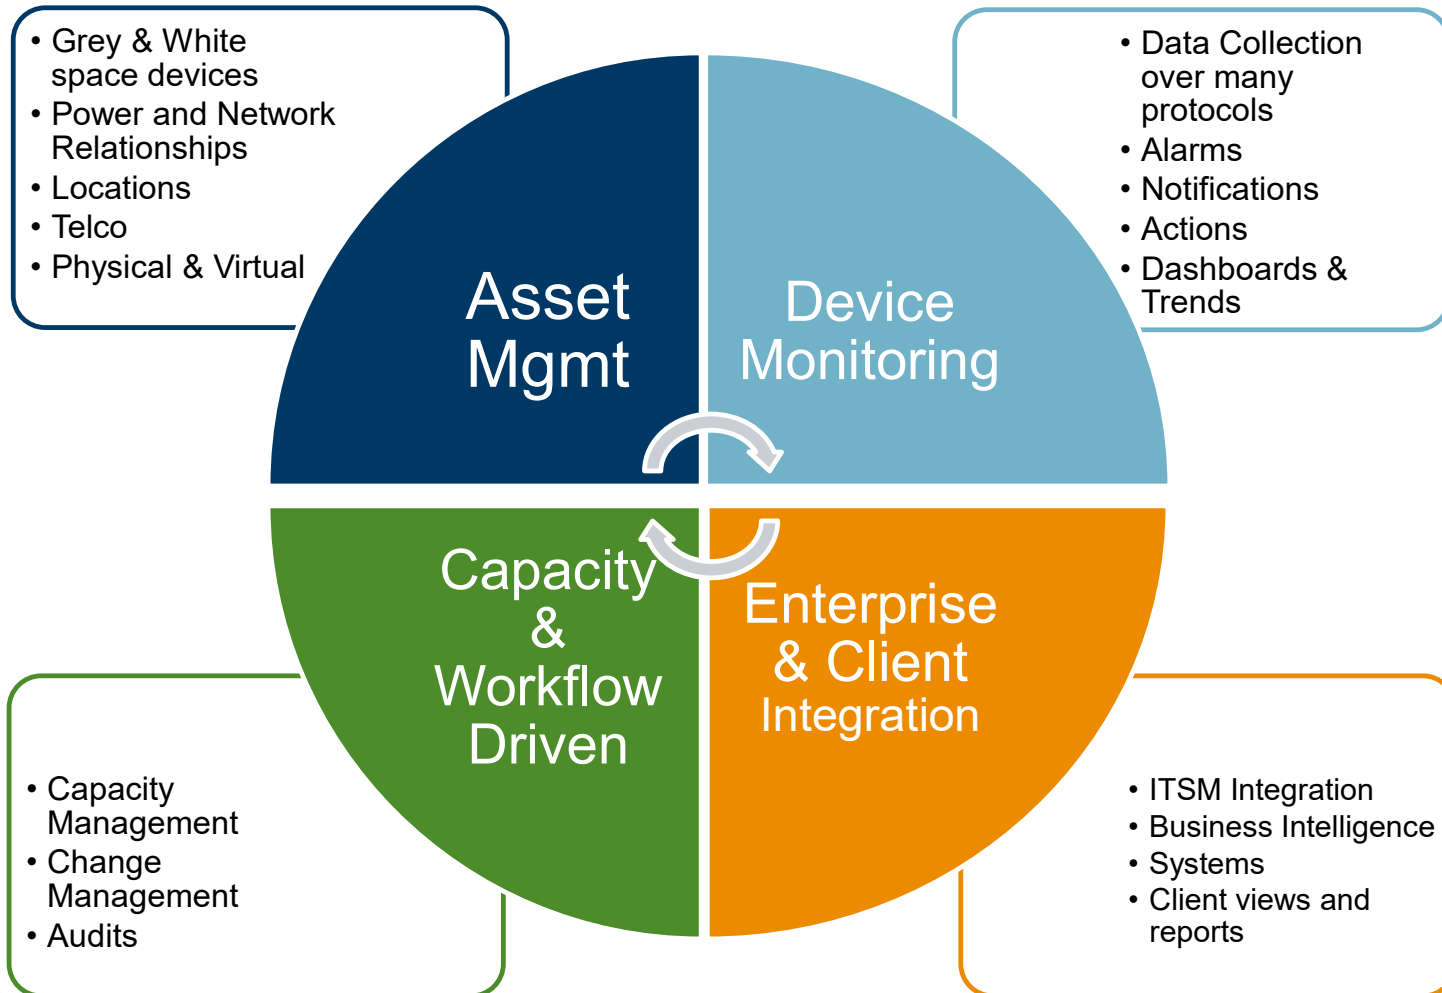 • Grey & White
space devices
• Power and Network
Relationships
• Locations
• Telco
• Physical & Virtual
• Data Collection
over many
protocols
• Alarms
• Notifications
• Actions
• Dashboards &
Trends
Asset
Mgmt
Device
Monitoring
Capacity
&
Workflow
Driven
Enterprise
& Client
Integration
• Capacity
Management
• Change
Management
• Audits
• ITSM Integration
• Business Intelligence
• Systems
• Client views and
reports